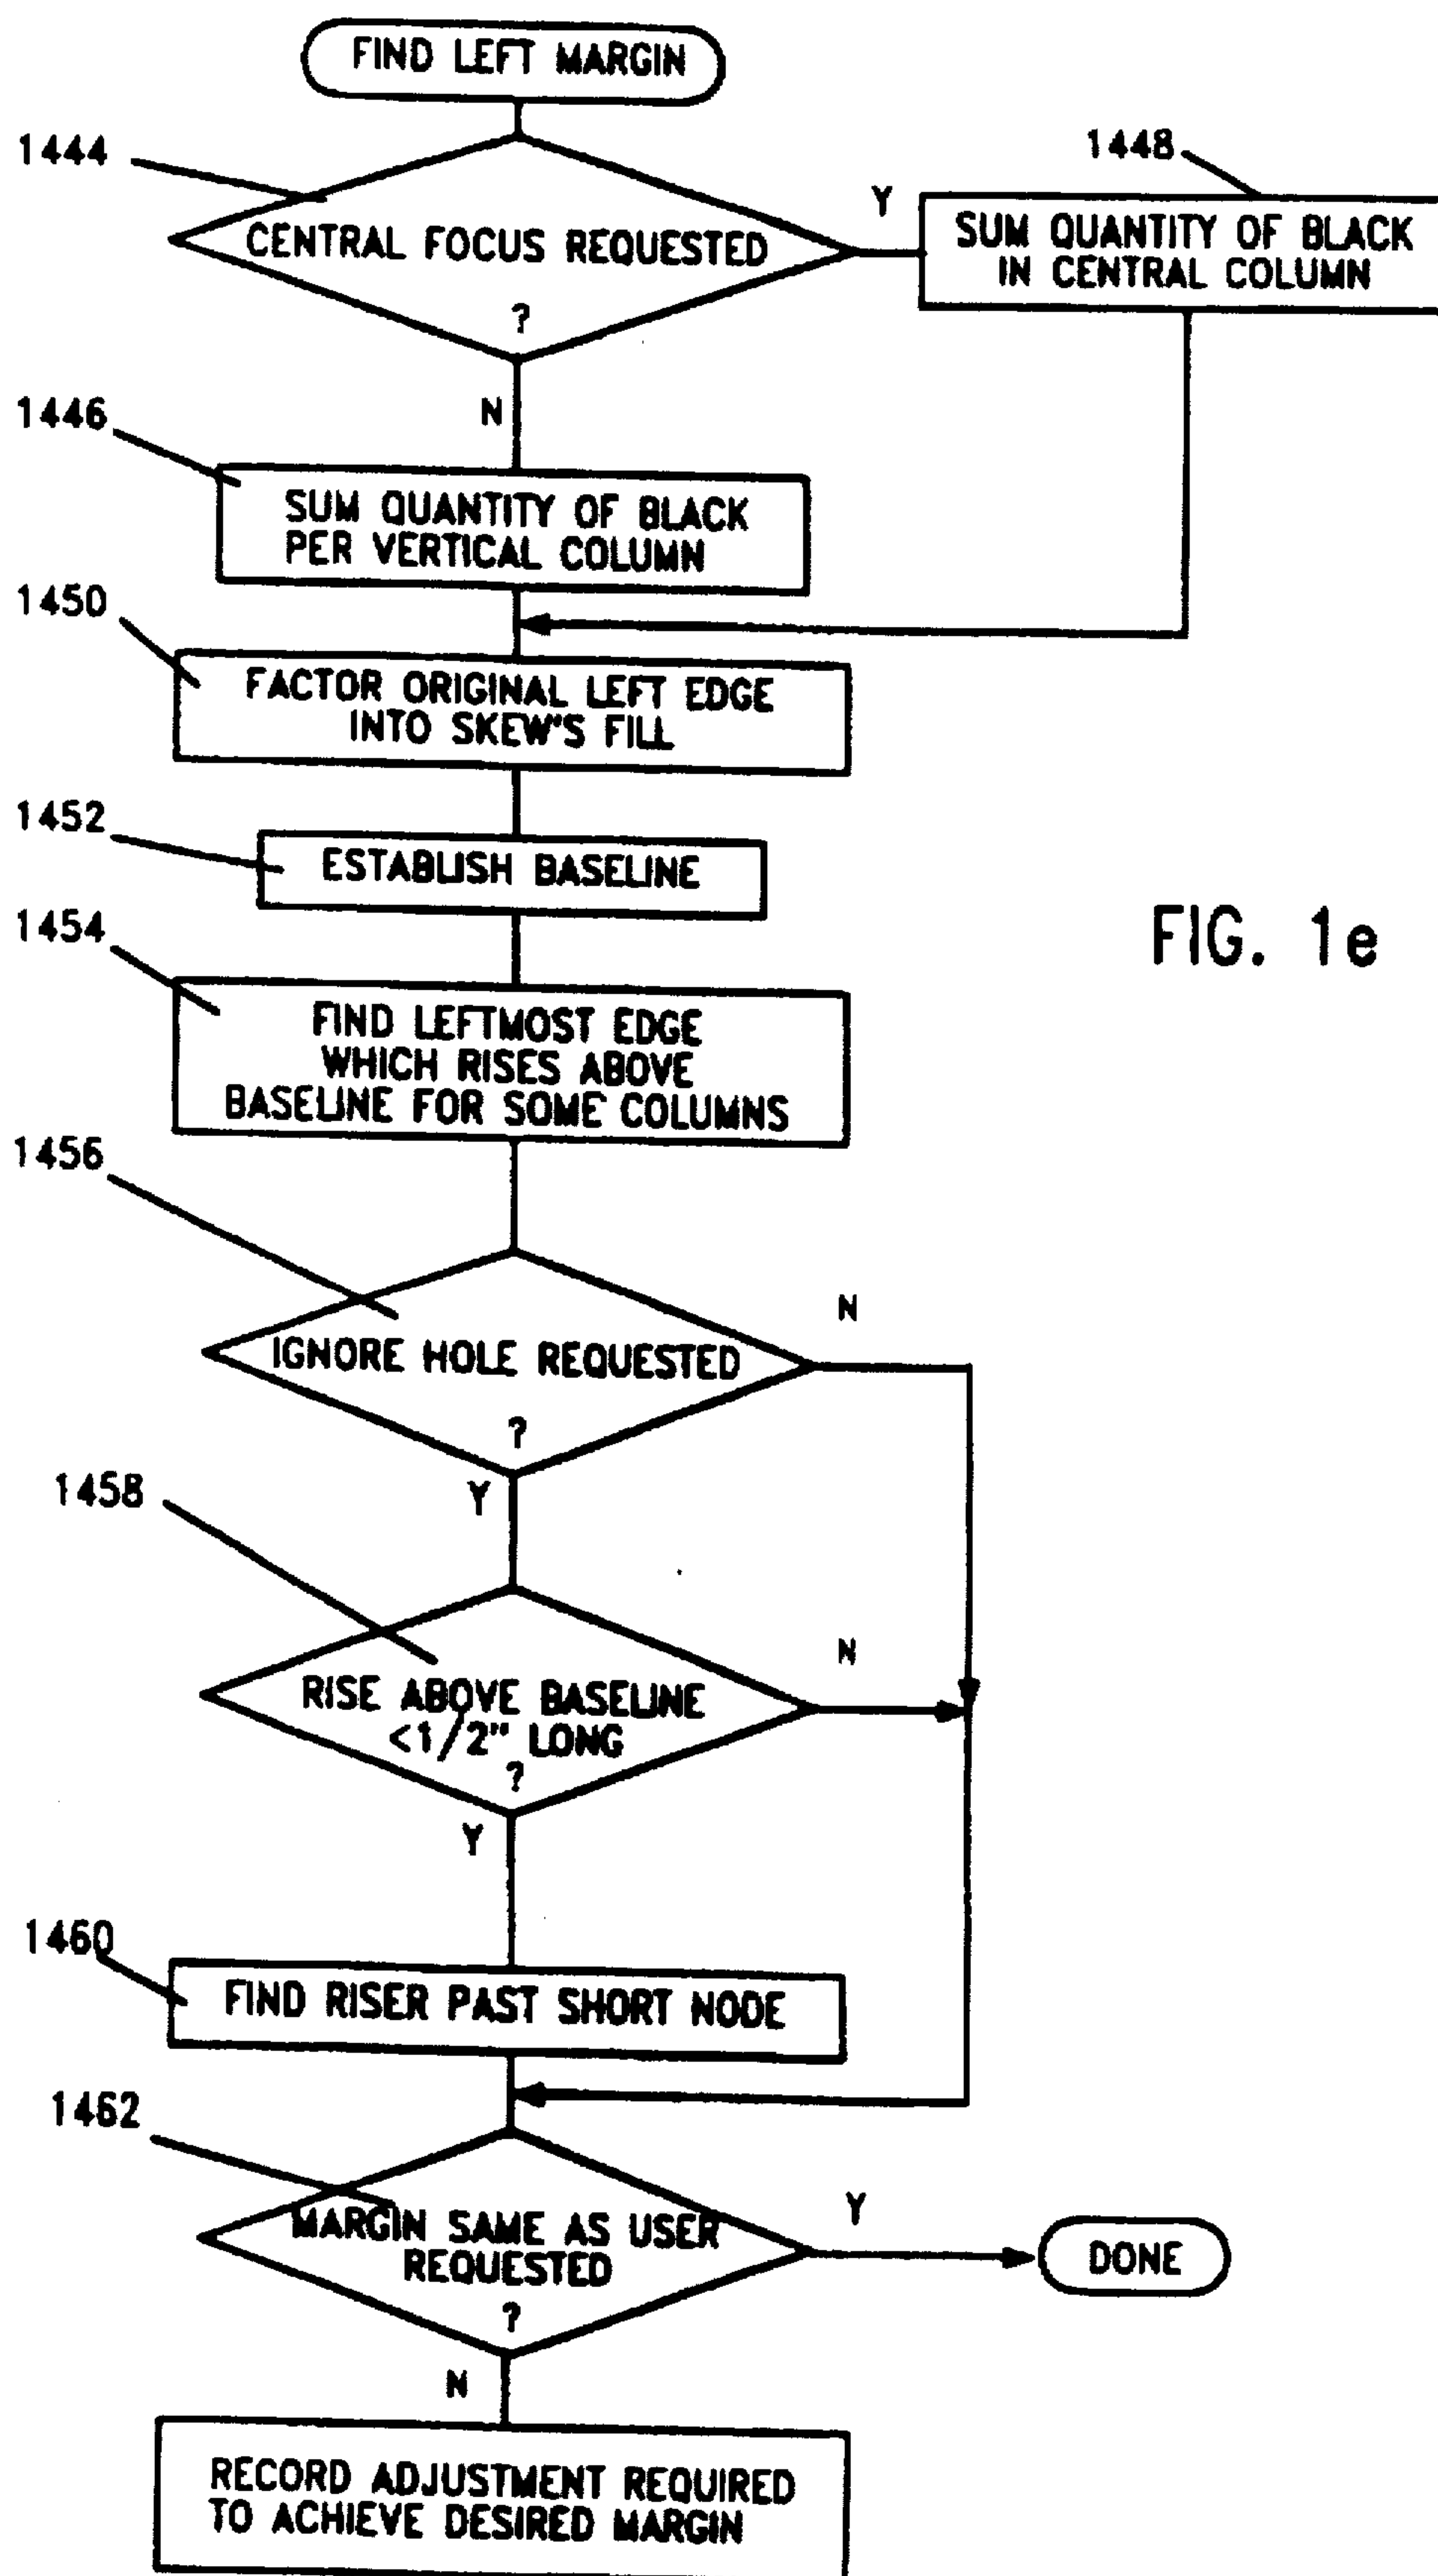 FIND LEFT MARGIN
1444
CENTRAL FOCUS REQUESTED
?
Y
1448
SUM QUANTITY OF BLACK
IN CENTRAL COLUMN
N
1446
SUM QUANTITY OF BLACK
PER VERTICAL COLUMN
1450
FACTOR ORIGINAL LEFT EDGE
INTO SKEW'S FILL
1452
ESTABLISH BASELINE
FIG. 1e
1454
FIND LEFTMOST EDGE
WHICH RISES ABOVE
BASELINE FOR SOME COLUMNS
1456
IGNORE HOLE REQUESTED
?
N
Y
1458
RISE ABOVE BASELINE
<1/2" LONG
?
N
Y
1460
FIND RISER PAST SHORT NODE
1462
MARGIN SAME AS USER
REQUESTED
?
Y
DONE
N
RECORD ADJUSTMENT REQUIRED
TO ACHIEVE DESIRED MARGIN